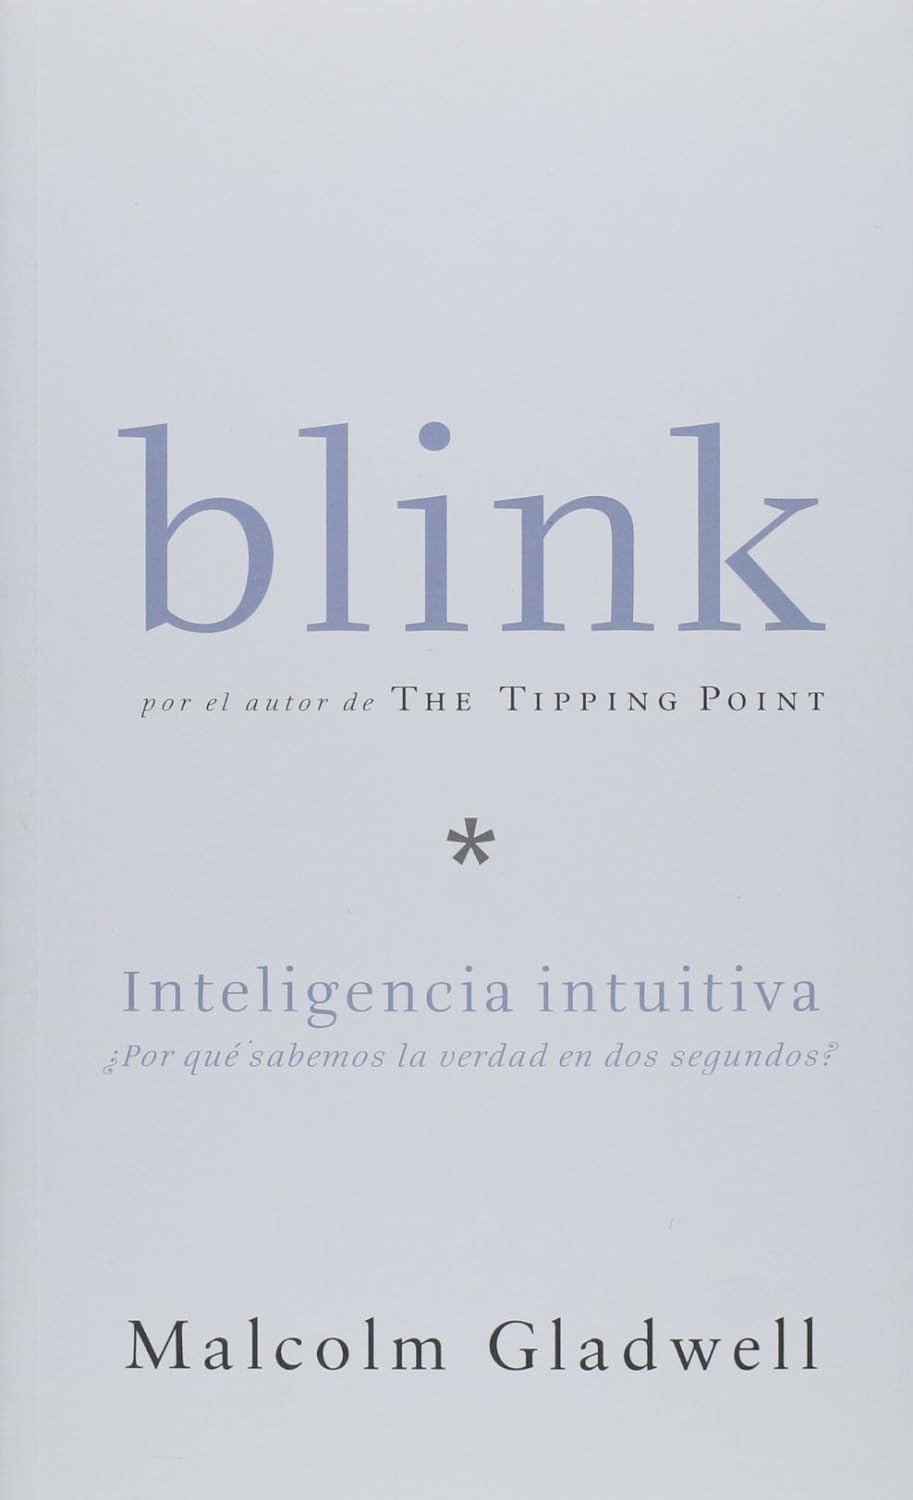 blink
por el autor de THE TIPPING POINT
*
Inteligencia intuitiva
¿Por qué sabemos la verdad en dos segundos?
Malcolm Gladwell